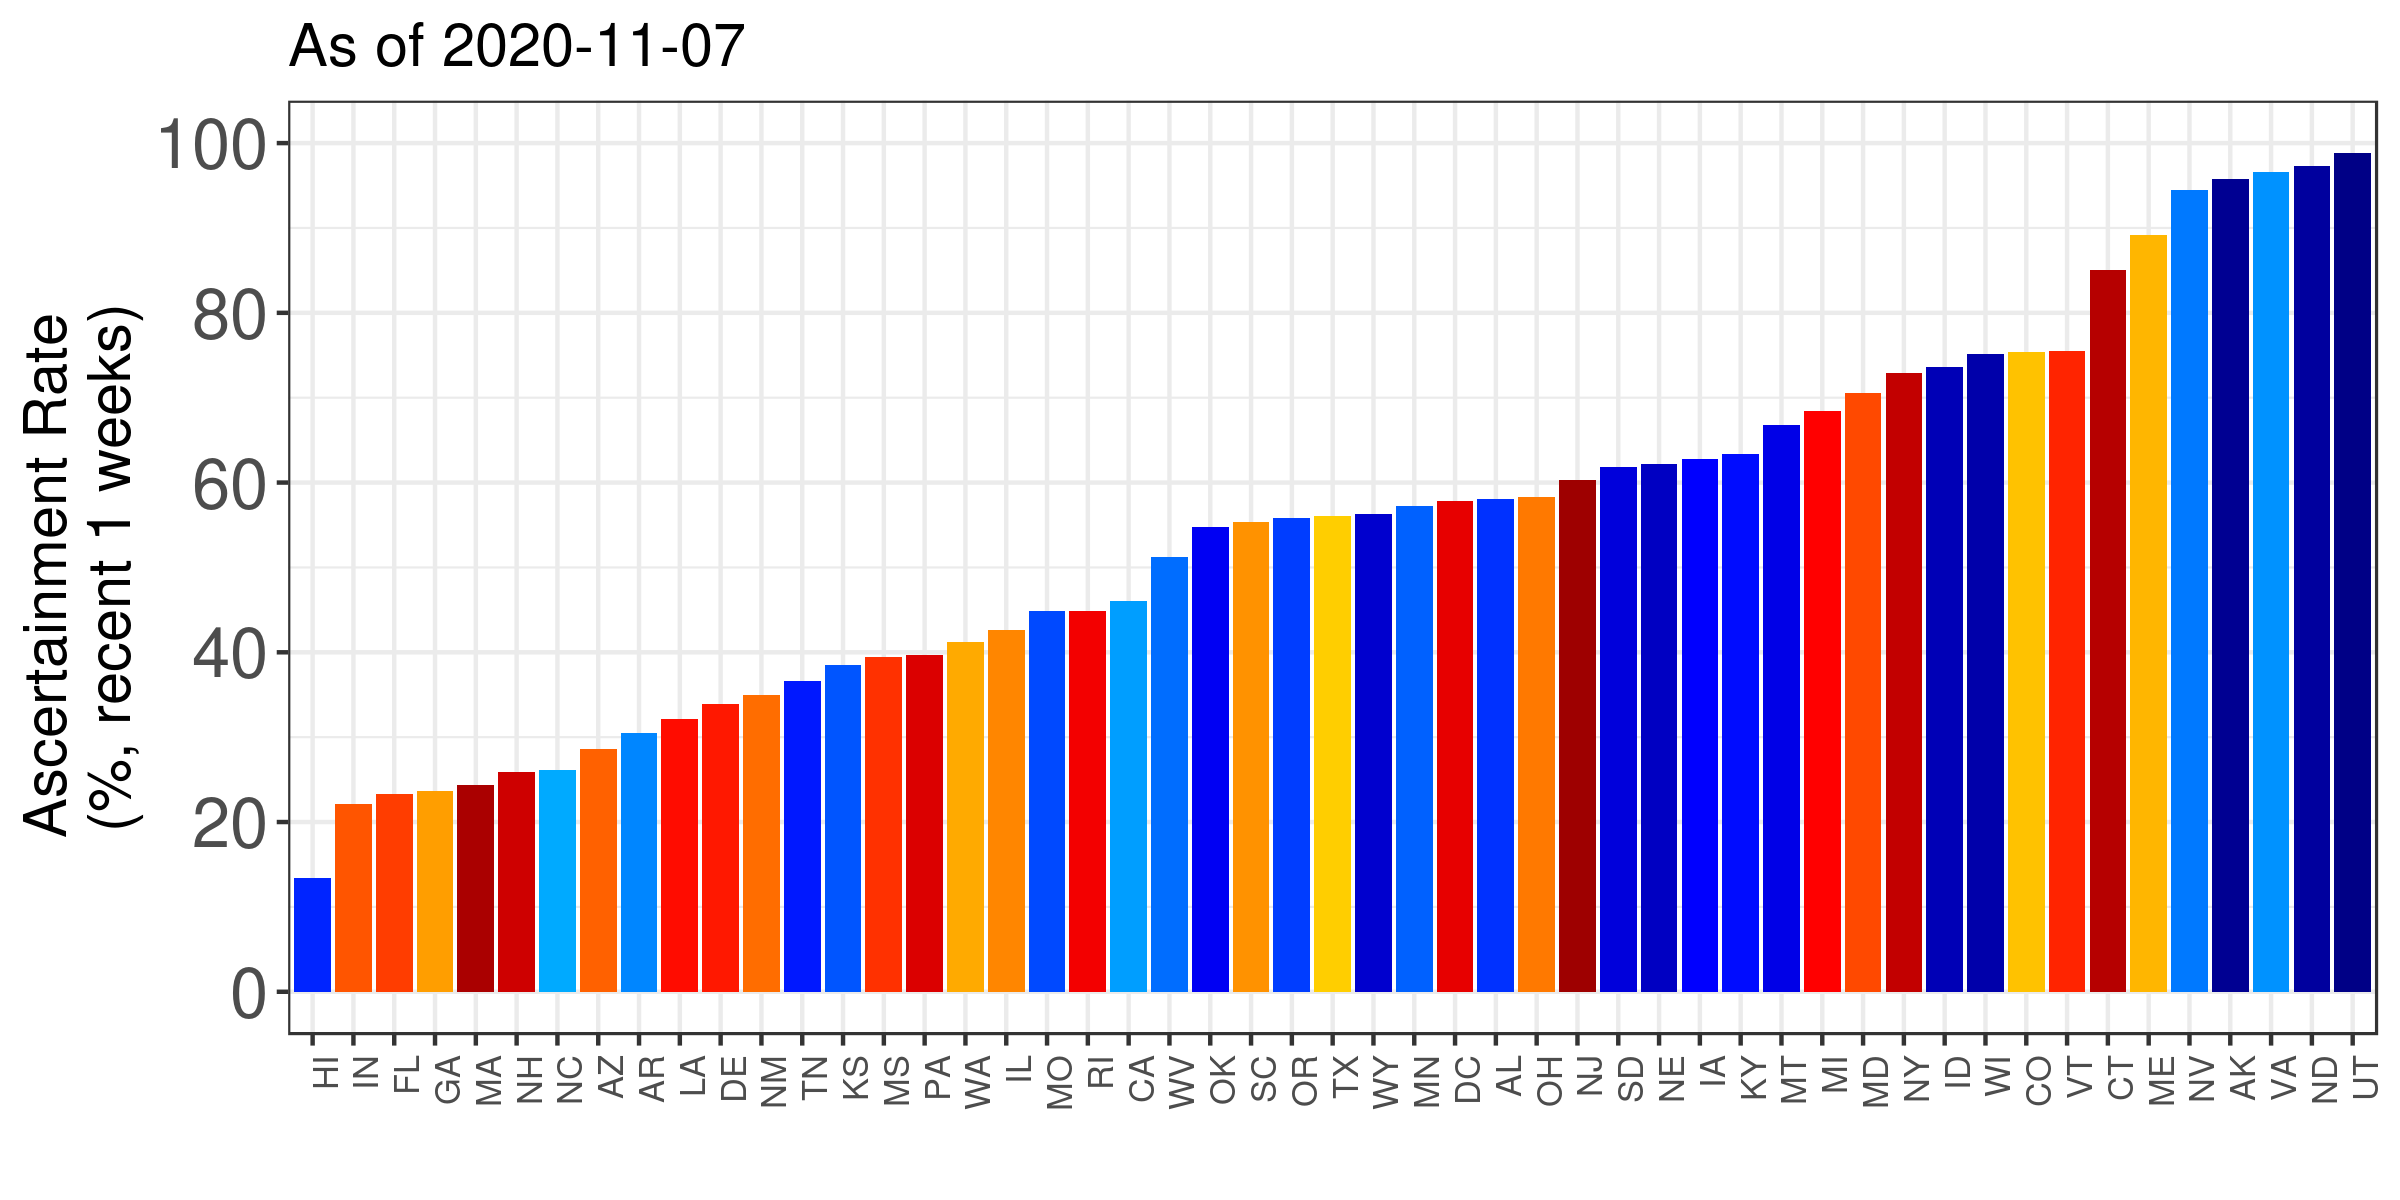 As of 2020-11-07
Ascertainment Rate
(%, recent 1 weeks)
100
80
60
40
20
0
HI IN FL GA MA NH NC AZ AR LA DE NM TN KS MS PA WA IL MO RI CA WV OK SC OR TX WY MN DC AL OH NJ SD NE IA KY MT MI MD NY ID WI CO VT CT ME NV AK VA ND UT